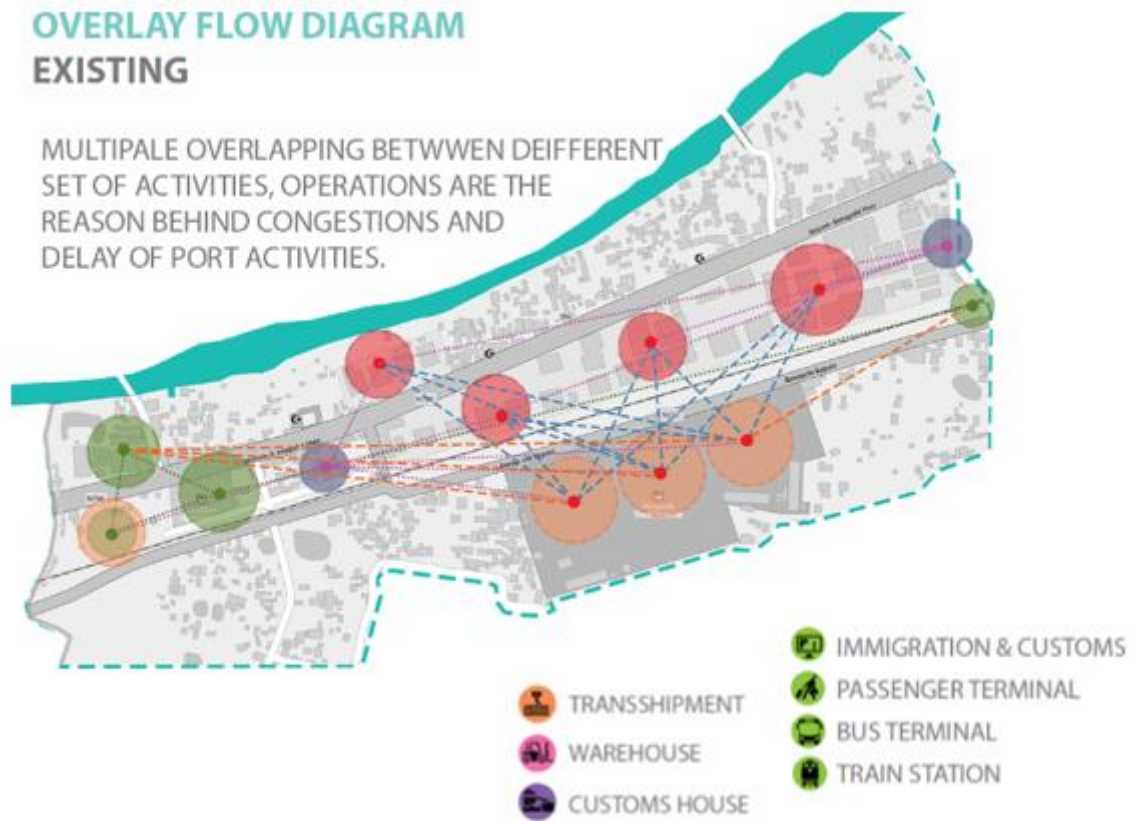 OVERLAY FLOW DIAGRAM
EXISTING
MULTIPALE OVERLAPPING BETWWEN DEIFFERENT
SET OF ACTIVITIES, OPERATIONS ARE THE
REASON BEHIND CONGESTIONS AND
DELAY OF PORT ACTIVITIES.
TRANSSHIPMENT
WAREHOUSE
CUSTOMS HOUSE
IMMIGRATION & CUSTOMS
PASSENGER TERMINAL
BUS TERMINAL
TRAIN STATION